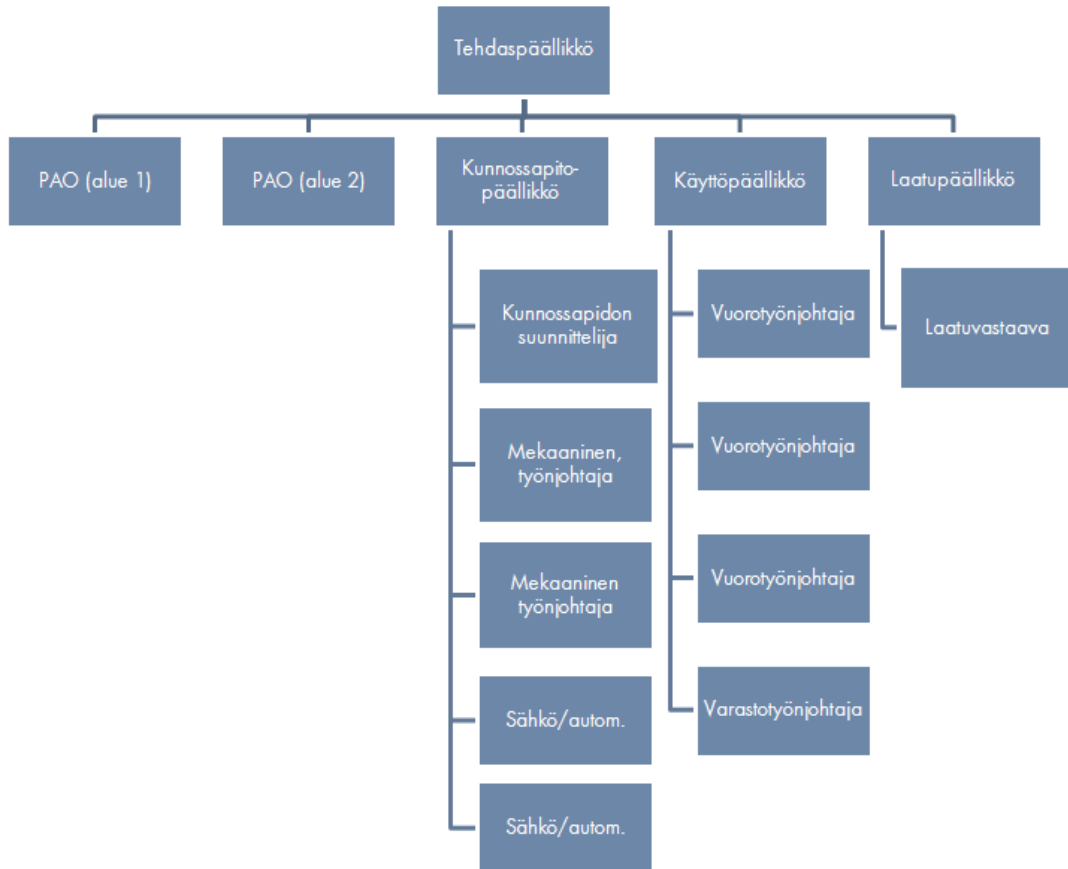 Tehdaspäällikkö
PAO (alue 1)
PAO (alue 2)
Kunnossapito-
päällikkö
Käyttöpäällikkö
Laatupäällikkö
Kunnossapidon
suunnittelija
Mekaaninen,
työnjohtaja
Mekaaninen
työnjohtaja
Sähkö/autom.
Sähkö/autom.
Vuorotyönjohtaja
Vuorotyönjohtaja
Vuorotyönjohtaja
Varastotyönjohtaja
Laatuvastaava